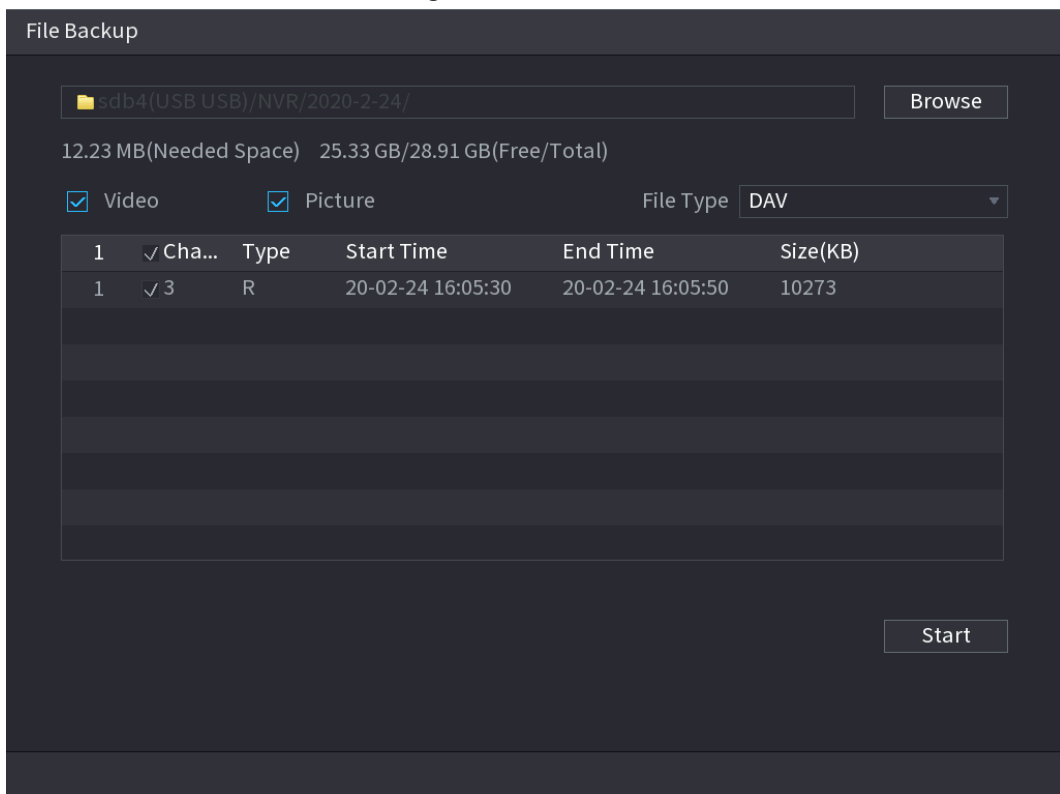 File Backup
sdb4(USB USB)/NVR/2020-2-24/ Browse
12.23 MB(Needed Space) 25.33 GB/28.91 GB(Free/Total)
Video Picture File Type DAV
1 Cha... Type Start Time End Time Size(KB)
1 3 R 20-02-24 16:05:30 20-02-24 16:05:50 10273
Start